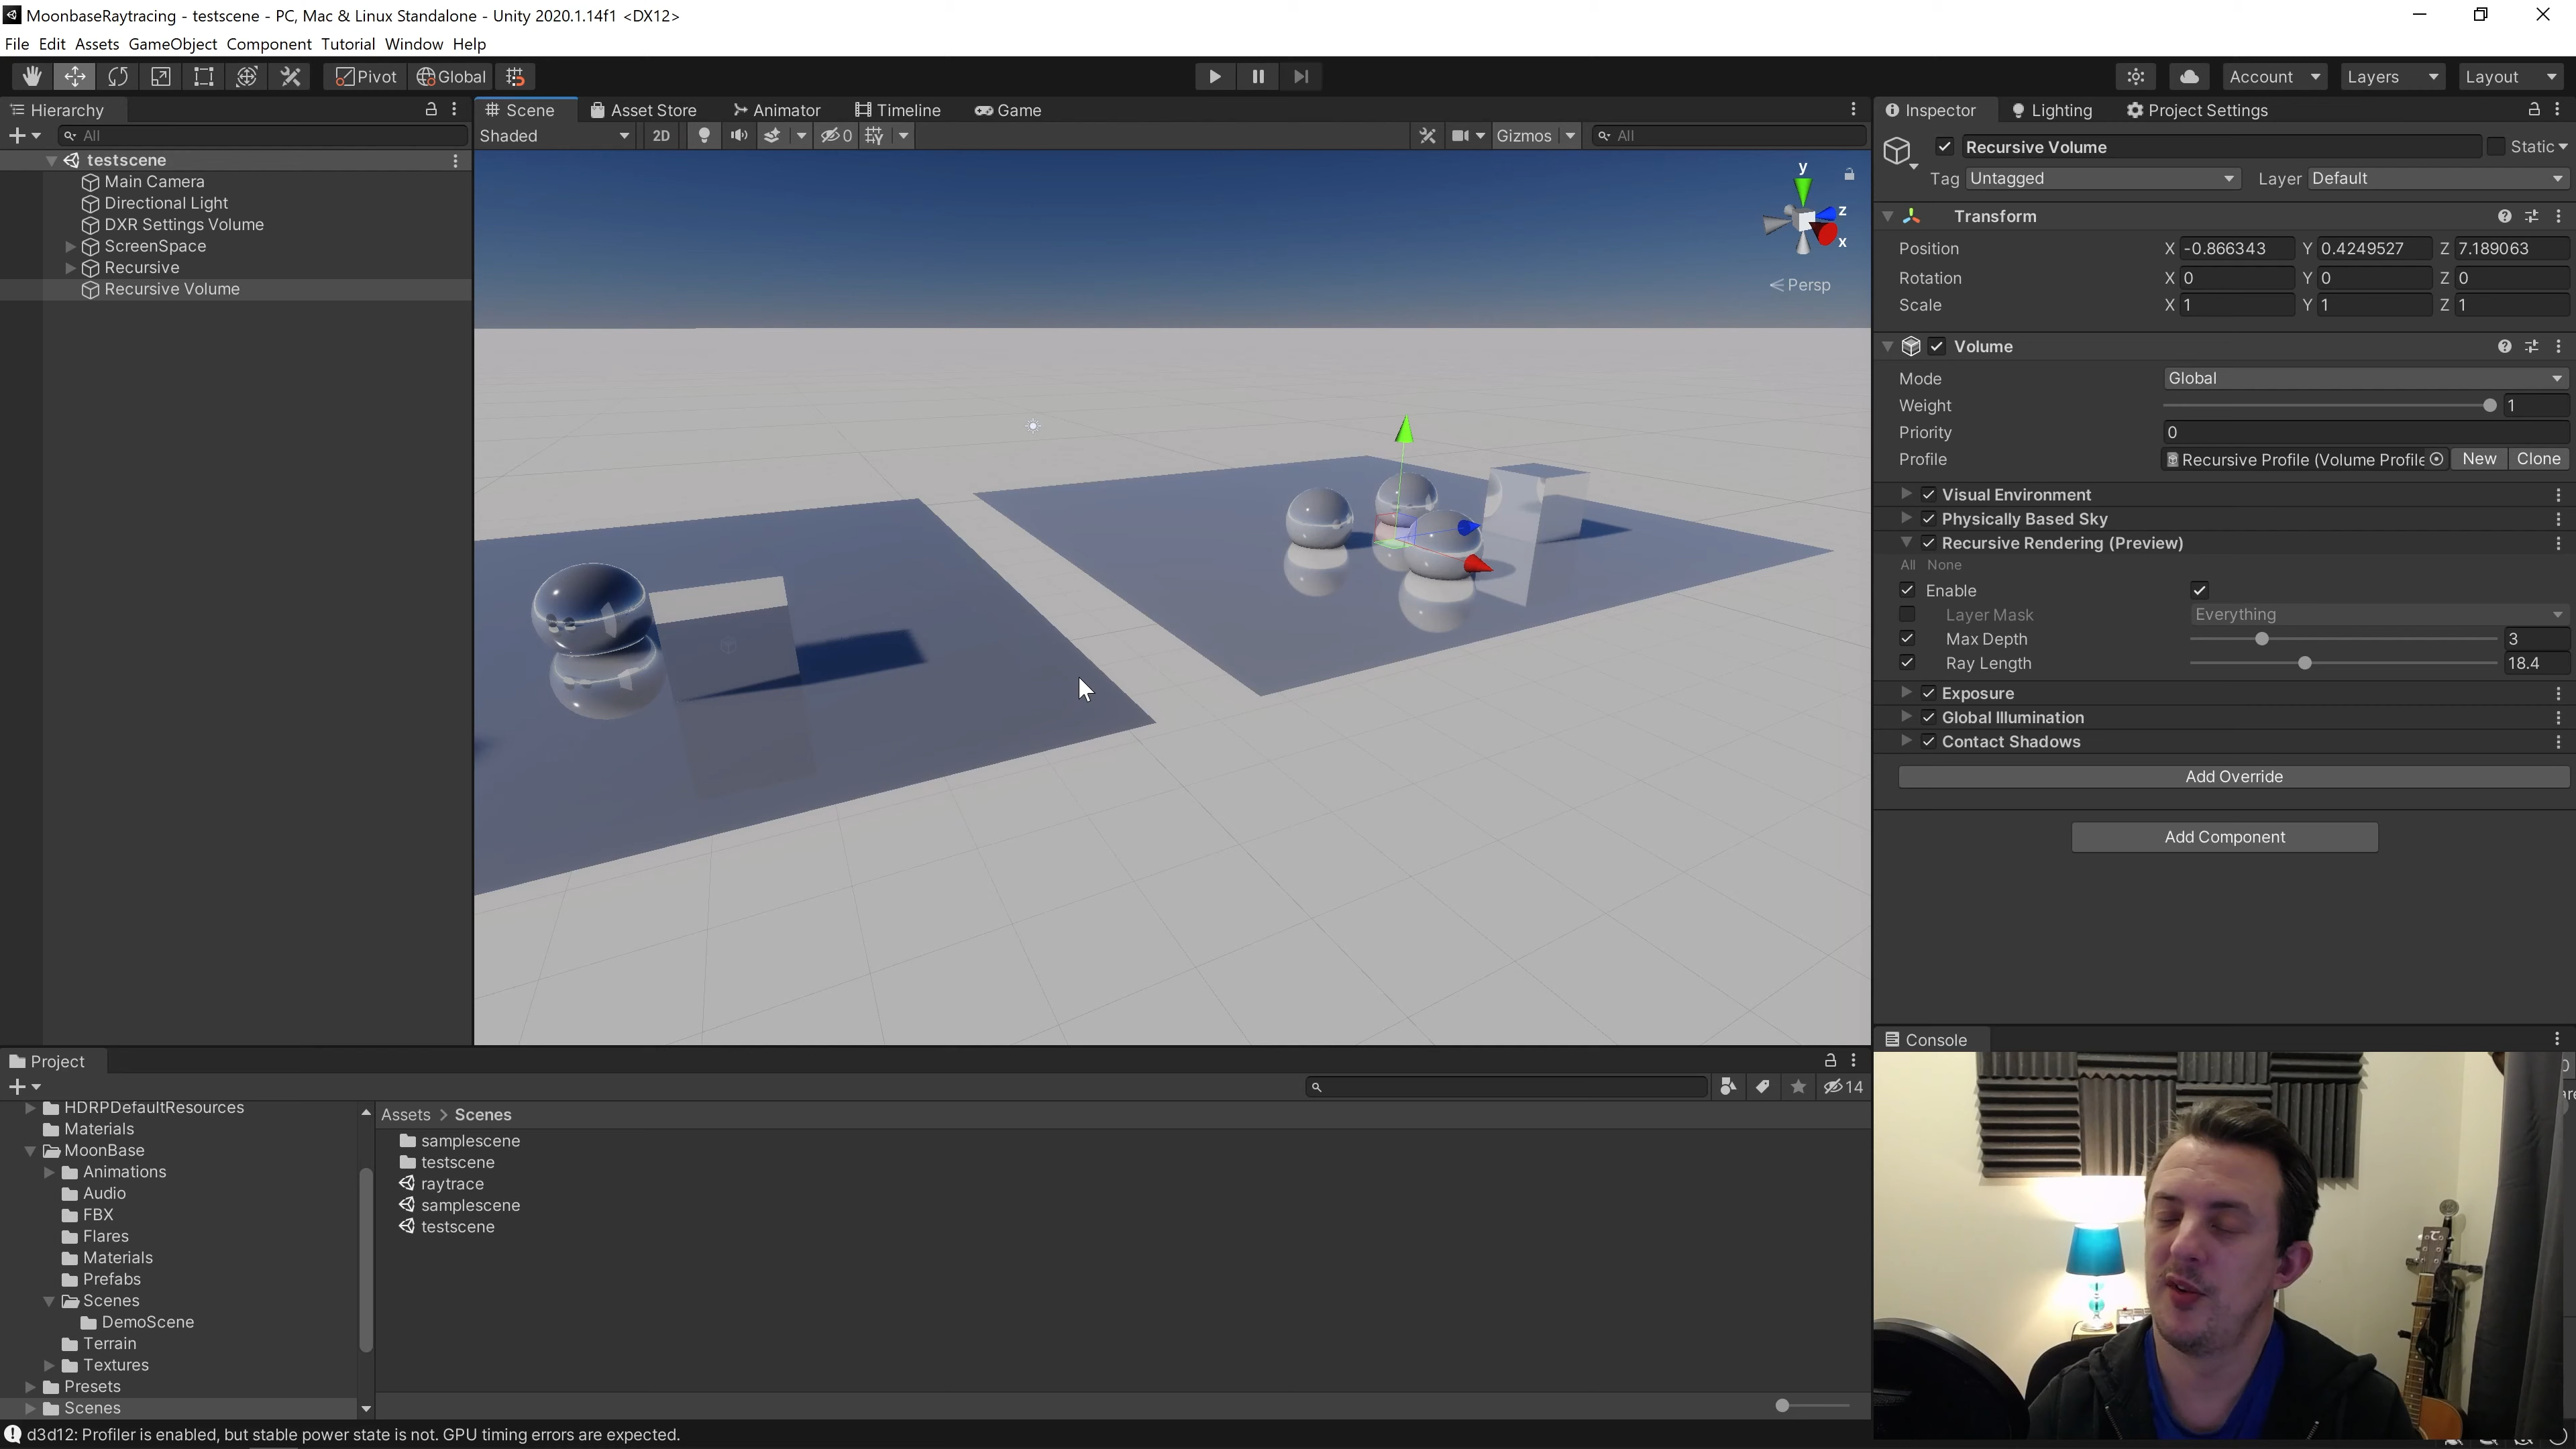 MoonbaseRaytracing - testscene - PC, Mac & Linux Standalone - Unity 2020.1.14f1 <DX12>
File Edit Assets GameObject Component Tutorial Window Help
Pivot Global Account Layers Layout
Hierarchy
All
testscene
Main Camera
Directional Light
DXR Settings Volume
ScreenSpace
Recursive
Recursive Volume
Scene Asset Store Animator Timeline Game
Shaded 2D 0 Gizmos All
y
z
x
Persp
Inspector Lighting Project Settings
Recursive Volume Static
Tag Untagged Layer Default
Transform
Position X -0.866343 Y 0.4249527 Z 7.189063
Rotation X 0 Y 0 Z 0
Scale X 1 Y 1 Z 1
Volume
Mode Global
Weight 1
Priority 0
Profile Recursive Profile (Volume Profile New Clone
Visual Environment
Physically Based Sky
Recursive Rendering (Preview)
All None
Enable
Layer Mask Everything
Max Depth 3
Ray Length 18.4
Exposure
Global Illumination
Contact Shadows
Add Override
Add Component
Console
Project
14
HDRPDefaultResources
Materials
MoonBase
Animations
Audio
FBX
Flares
Materials
Prefabs
Scenes
DemoScene
Terrain
Textures
Presets
Scenes
Assets > Scenes
samplescene
testscene
raytrace
samplescene
testscene
d3d12: Profiler is enabled, but stable power state is not. GPU timing errors are expected.